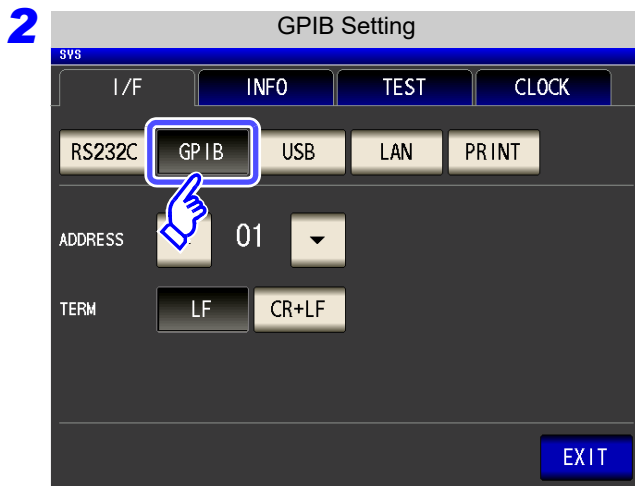 2
GPIB Setting
SYS
I/F INFO TEST CLOCK
RS232C GPIB USB LAN PRINT
ADDRESS 01
TERM LF CR+LF
EXIT